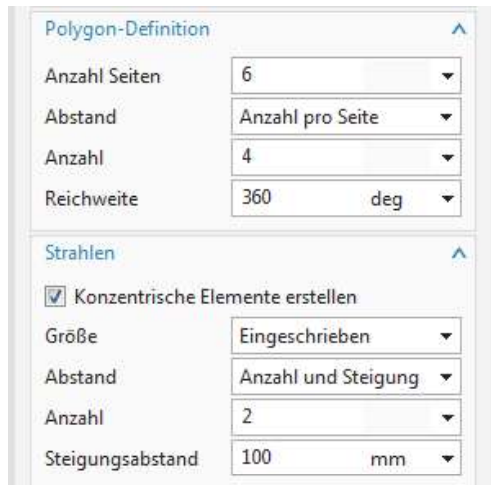 Polygon-Definition
Anzahl Seiten 6
Abstand Anzahl pro Seite
Anzahl 4
Reichweite 360 deg
Strahlen
Konzentrische Elemente erstellen
Größe Eingeschrieben
Abstand Anzahl und Steigung
Anzahl 2
Steigungsabstand 100 mm